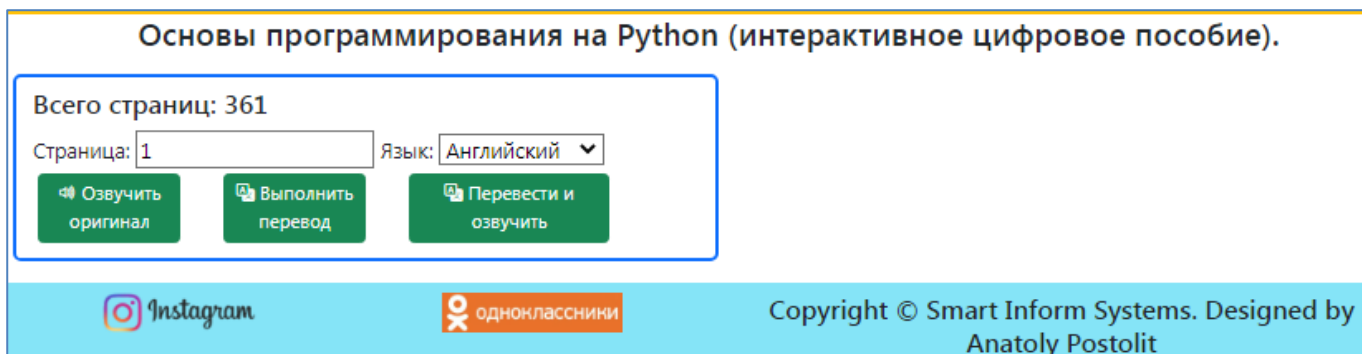 Основы программирования на Python (интерактивное цифровое пособие).
Всего страниц: 361
Страница: 1 Язык: Английский
Озвучить оригинал
Выполнить перевод
Перевести и озвучить
Instagram
одноклассники
Copyright © Smart Inform Systems. Designed by
Anatoly Postolit